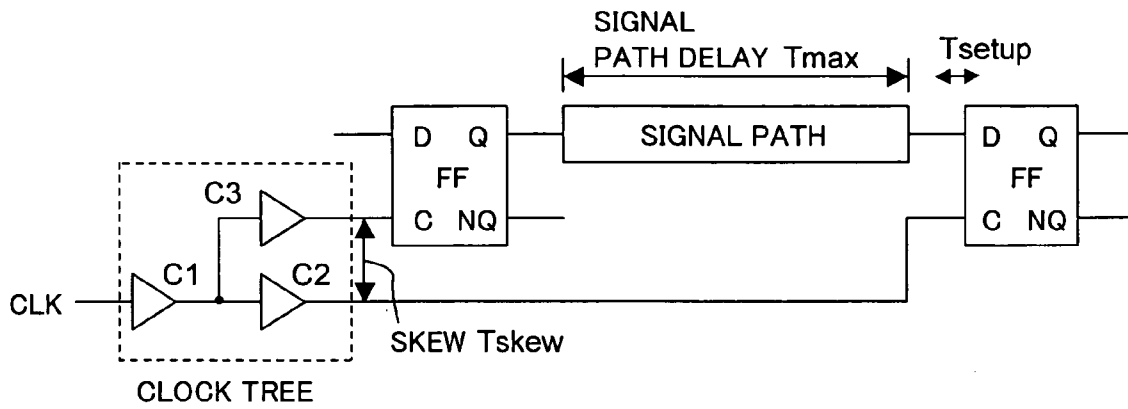 SIGNAL
PATH DELAY Tmax
Tsetup
D Q
FF
C NQ
SIGNAL PATH
D Q
FF
C NQ
C3
C1
C2
CLK
SKEW Tskew
CLOCK TREE